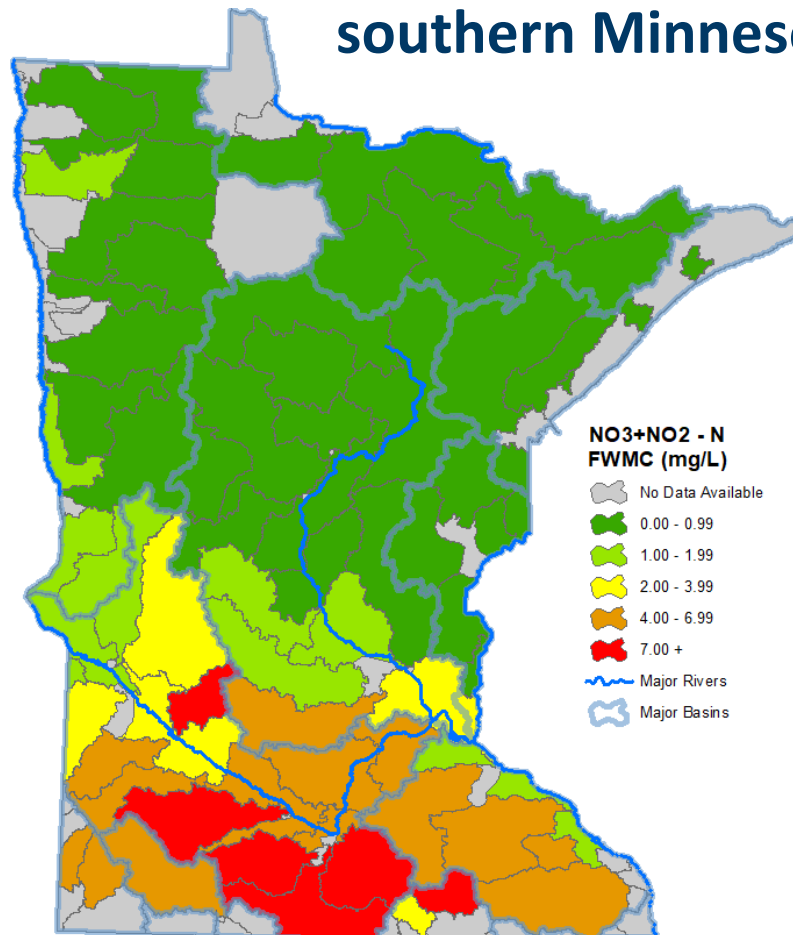 southern
NO3+NO2 - N
FWMC (mg/L)
No Data Available
0.00 - 0.99
1.00 - 1.99
2.00 - 3.99
4.00 - 6.99
7.00 +
Major Rivers
Major Basins